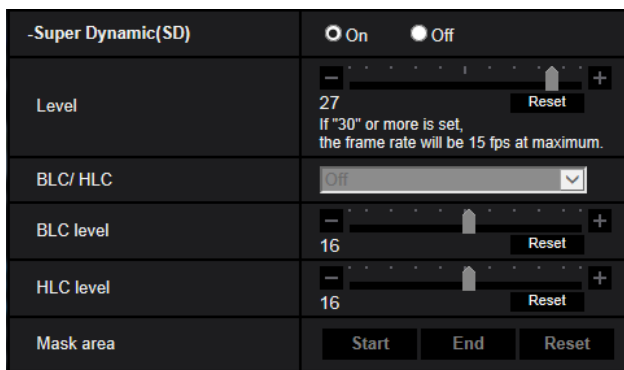 -Super Dynamic(SD)
On Off
Level
27 Reset
If "30" or more is set,
the frame rate will be 15 fps at maximum.
BLC/ HLC
Off
BLC level
16 Reset
HLC level
16 Reset
Mask area
Start End Reset